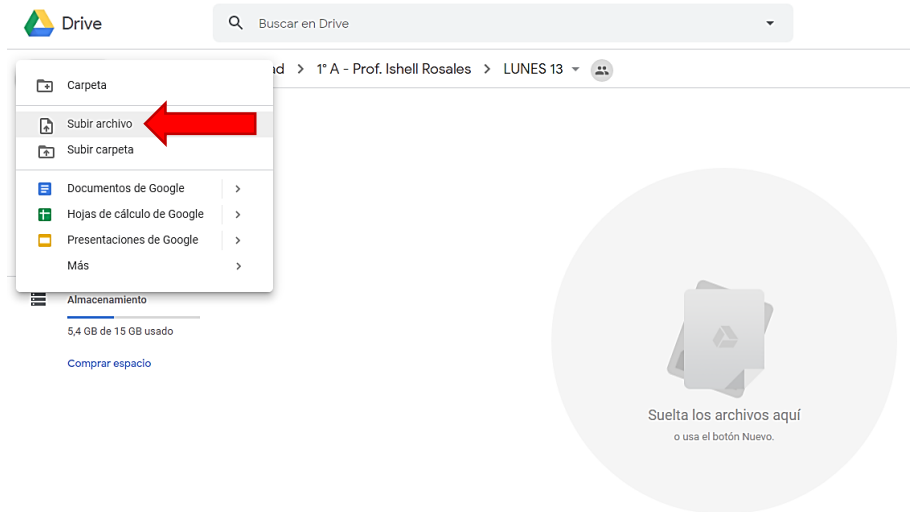 Drive
Buscar en Drive
ad > 1° A - Prof. Ishell Rosales > LUNES 13
Carpeta
Subir archivo
Subir carpeta
Documentos de Google
Hojas de cálculo de Google
Presentaciones de Google
Más
Almacenamiento
5,4 GB de 15 GB usado
Comprar espacio
Suelta los archivos aquí
o usa el botón Nuevo.